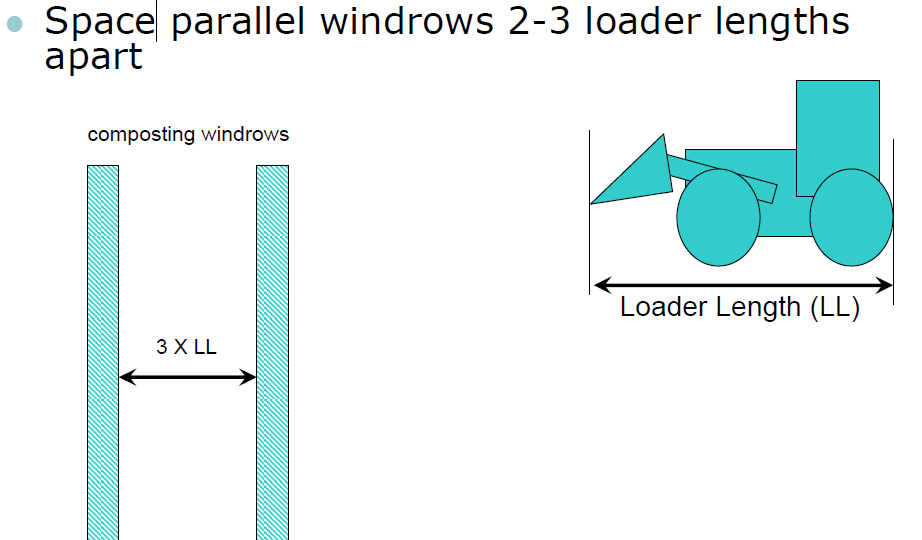 Space parallel windrows 2-3 loader lengths
apart
composting windrows
3 X LL
Loader Length (LL)